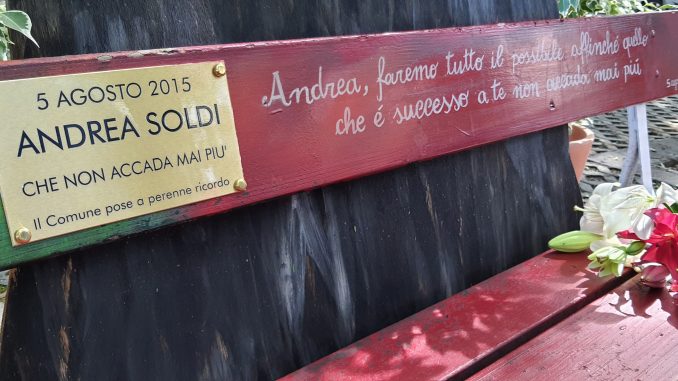 5 AGOSTO 2015
ANDREA SOLDI
CHE NON ACCADA MAI PIU'
Il Comune pose a perenne ricordo
Andrea, faremo tutto il possibile affinché quello
che é successo a te non accada mai piú